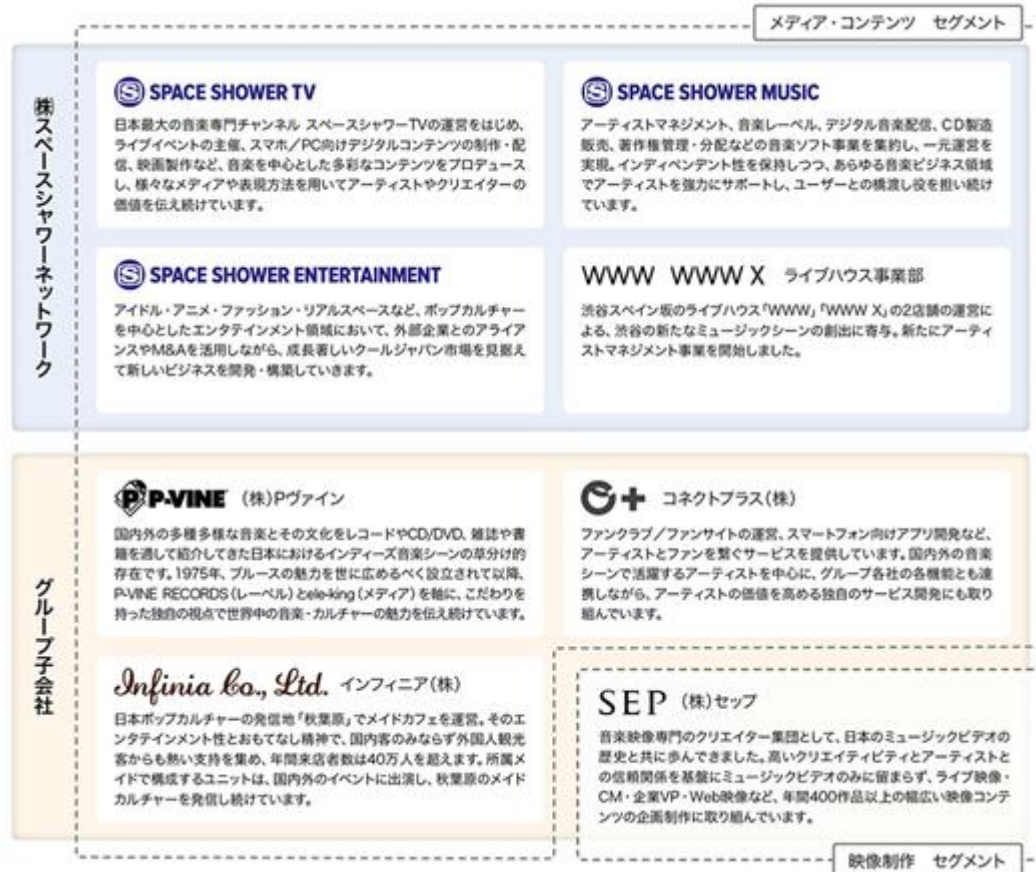 メディア・コンテンツ セグメント
㈱スペースシャワーネットワーク
SPACE SHOWER TV
日本最大の音楽専門チャンネル スペースシャワーTVの運営をはじめ、
ライブイベントの主催、スマホ/PC向けデジタルコンテンツの制作・配
信、映画製作など、音楽を中心とした多彩なコンテンツをプロデュース
し、様々なメディアや表現方法を用いてアーティストやクリエイターの
価値を伝え続けています。
SPACE SHOWER MUSIC
アーティストマネジメント、音楽レーベル、デジタル音楽配信、CD製造
販売、著作権管理・分配などの音楽ソフト事業を集約し、一元運営を
実現。インディペンデント性を保持しつつ、あらゆる音楽ビジネス領域
でアーティストを強力にサポートし、ユーザーとの橋渡し役を担い続け
ています。
SPACE SHOWER ENTERTAINMENT
アイドル・アニメ・ファッション・リアルスペースなど、ポップカルチャー
を中心としたエンタテインメント領域において、外部企業とのアライア
ンスやM&Aを活用しながら、成長著しいクールジャパン市場を見据え
て新しいビジネスを開発・構築していきます。
WWW WWW X ライブハウス事業部
渋谷スペイン坂のライブハウス「WWW」「WWW X」の2店舗の運営に
よる、渋谷の新たなミュージックシーンの創出に寄与。新たにアーティ
ストマネジメント事業を開始しました。
グループ子会社
P-VINE (株)Pヴァイン
国内外の多種多様な音楽とその文化をレコードやCD/DVD、雑誌や書
籍を通して紹介してきた日本におけるインディーズ音楽シーンの草分け的
存在です。1975年、ブルースの魅力を世に広めるべく設立されて以降、
P-VINE RECORDS(レーベル)とele-king(メディア)を軸に、こだわりを
持った独自の視点で世界中の音楽・カルチャーの魅力を伝え続けています。
コネクトプラス(株)
ファンクラブ/ファンサイトの運営、スマートフォン向けアプリ開発など、
アーティストとファンを繋ぐサービスを提供しています。国内外の音楽
シーンで活躍するアーティストを中心に、グループ各社の各機能とも連
携しながら、アーティストの価値を高める独自のサービス開発にも取り
組んでいます。
Infinia Co., Ltd. インフィニア(株)
日本ポップカルチャーの発信地「秋葉原」でメイドカフェを運営。そのエ
ンタテインメント性とおもてなし精神で、国内客のみならず外国人観光
客からも熱い支持を集め、年間来店者数は40万人を超えます。所属メ
イドで構成するユニットは、国内外のイベントに出演し、秋葉原のメイド
カルチャーを発信し続けています。
SEP (株)セップ
音楽映像専門のクリエイター集団として、日本のミュージックビデオの
歴史と共に歩んできました。高いクリエイティビティとアーティストと
の信頼関係を基盤にミュージックビデオのみに留まらず、ライブ映像・
CM・企業VP・Web映像など、年間400作品以上の幅広い映像コンテ
ンツの企画制作に取り組んでいます。
映像制作 セグメント